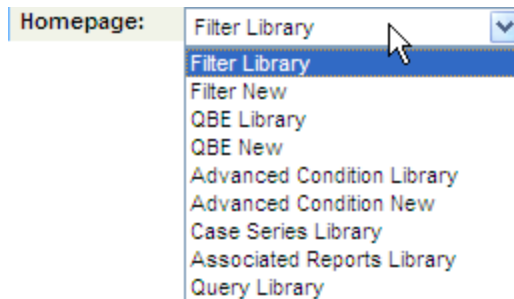 Homepage: Filter Library
Filter Library
Filter New
QBE Library
QBE New
Advanced Condition Library
Advanced Condition New
Case Series Library
Associated Reports Library
Query Library